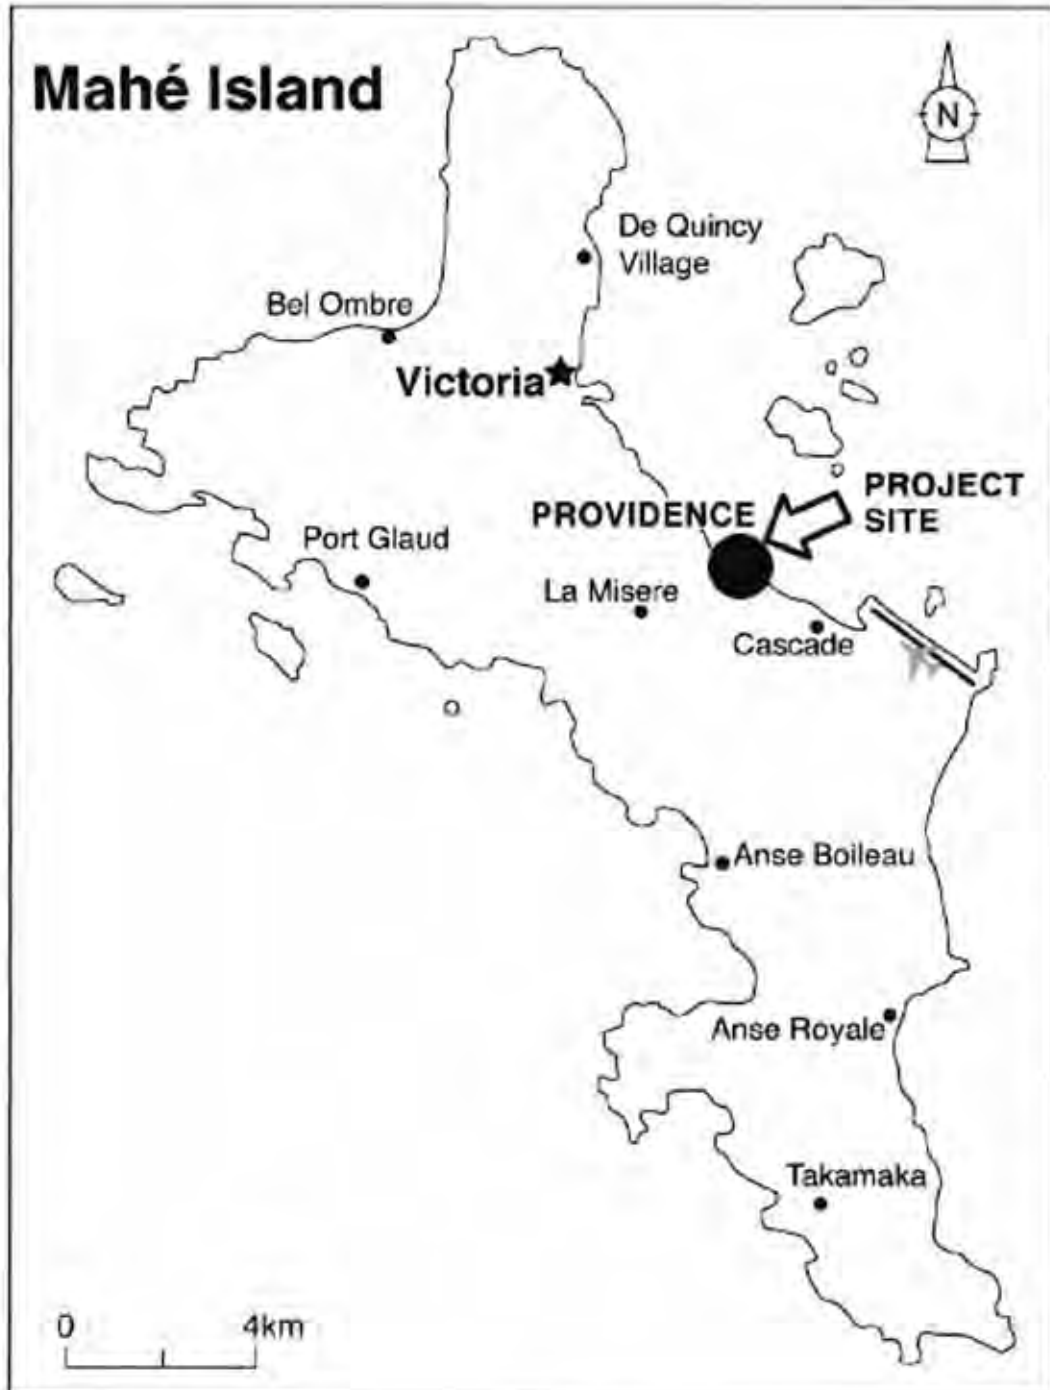 Mahé Island
N
De Quincy
Village
Bel Ombre
Victoria
PROJECT
SITE
PROVIDENCE
Port Glaud
La Misere
Cascade
Anse Boileau
Anse Royale
Takamaka
0 4km